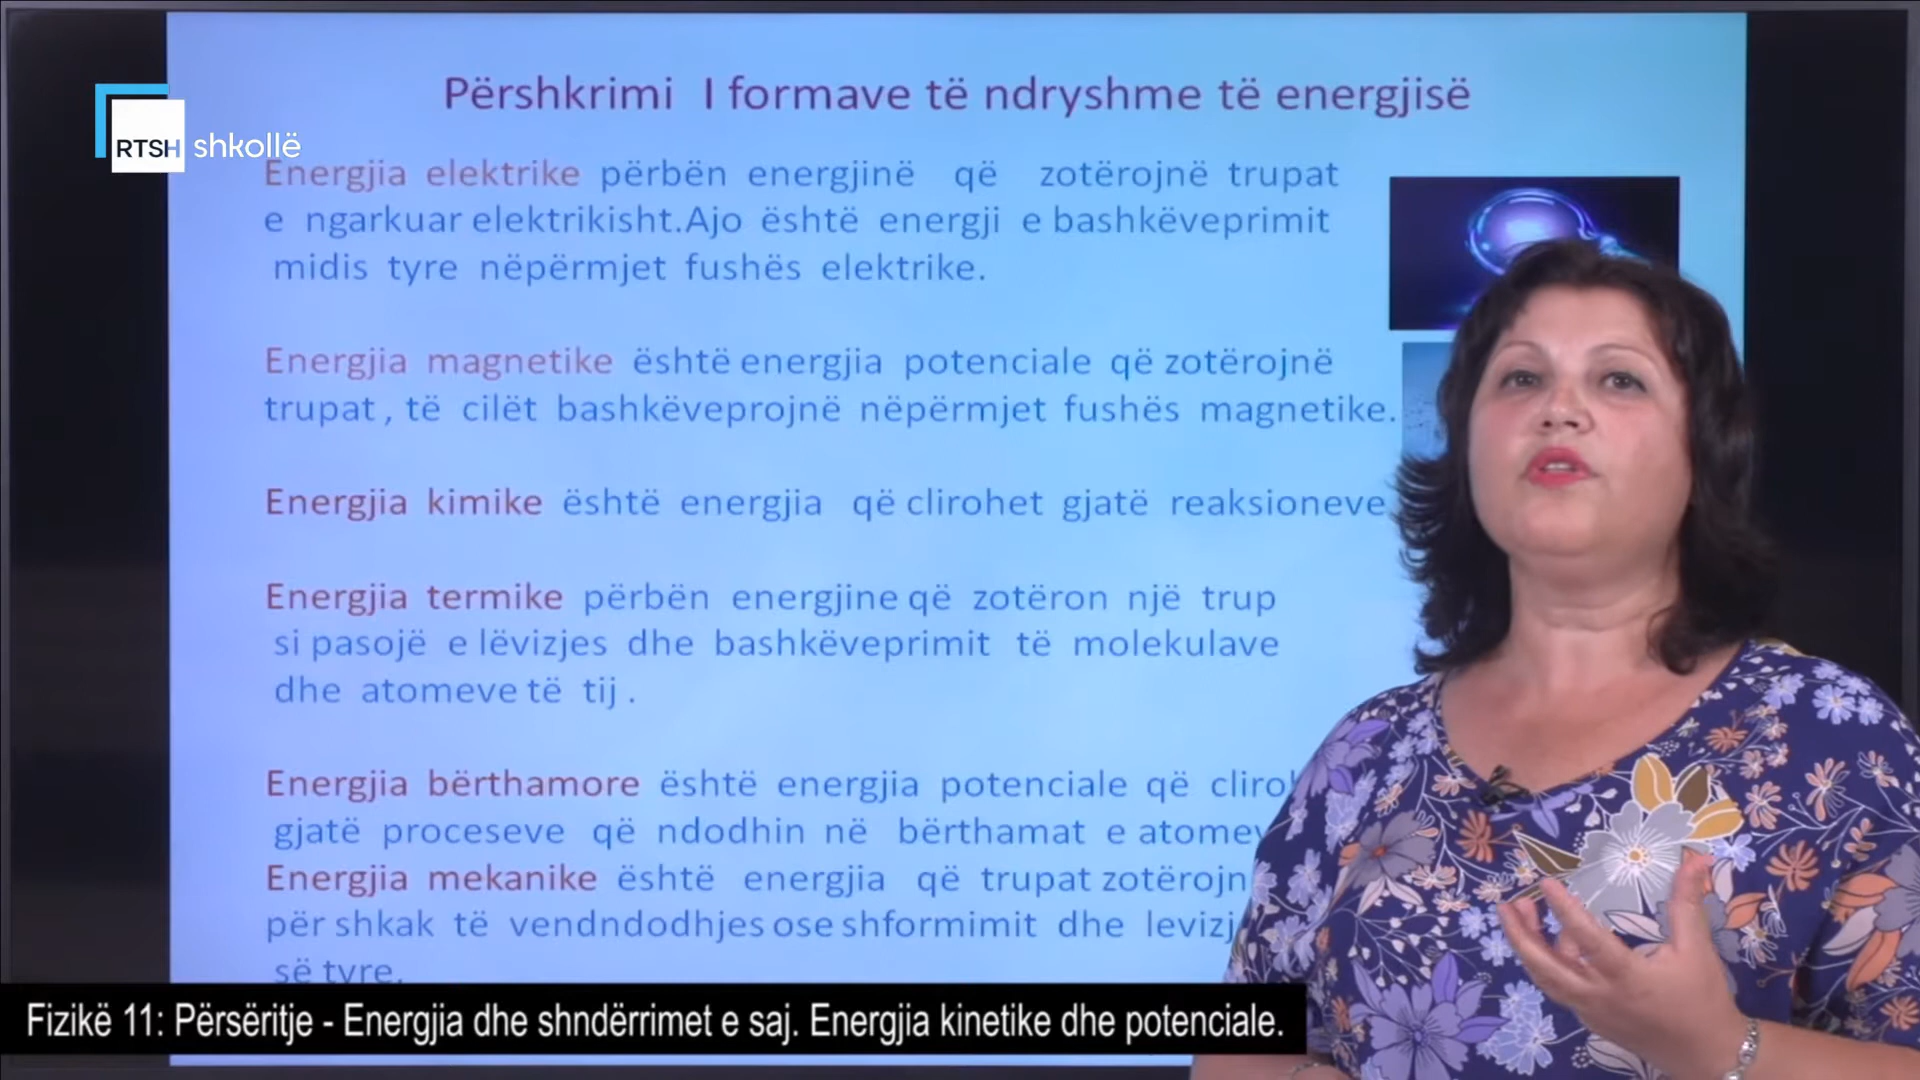 Përshkrimi I formave të ndryshme të energjisë
RTSH shkollë
Energjia elektrike përbën energjinë që zotërojnë trupat
e ngarkuar elektrikisht.Ajo është energji e bashkëveprimit
midis tyre nëpërmjet fushës elektrike.
Energjia magnetike është energjia potenciale që zotërojnë
trupat , të cilët bashkëveprojnë nëpërmjet fushës magnetike.
Energjia kimike është energjia që clirohet gjatë reaksioneve
Energjia termike përbën energjine që zotëron një trup
si pasojë e lëvizjes dhe bashkëveprimit të molekulave
dhe atomeve të tij .
Energjia bërthamore është energjia potenciale që
gjatë proceseve që ndodhin në bërthamat e
Energjia mekanike është energjia që trupat
për shkak të vendndodhjes ose shformimit dhe
së tyre.
Fizikë 11: Përsëritje - Energjia dhe shndërrimet e saj. Energjia kinetike dhe potenciale.